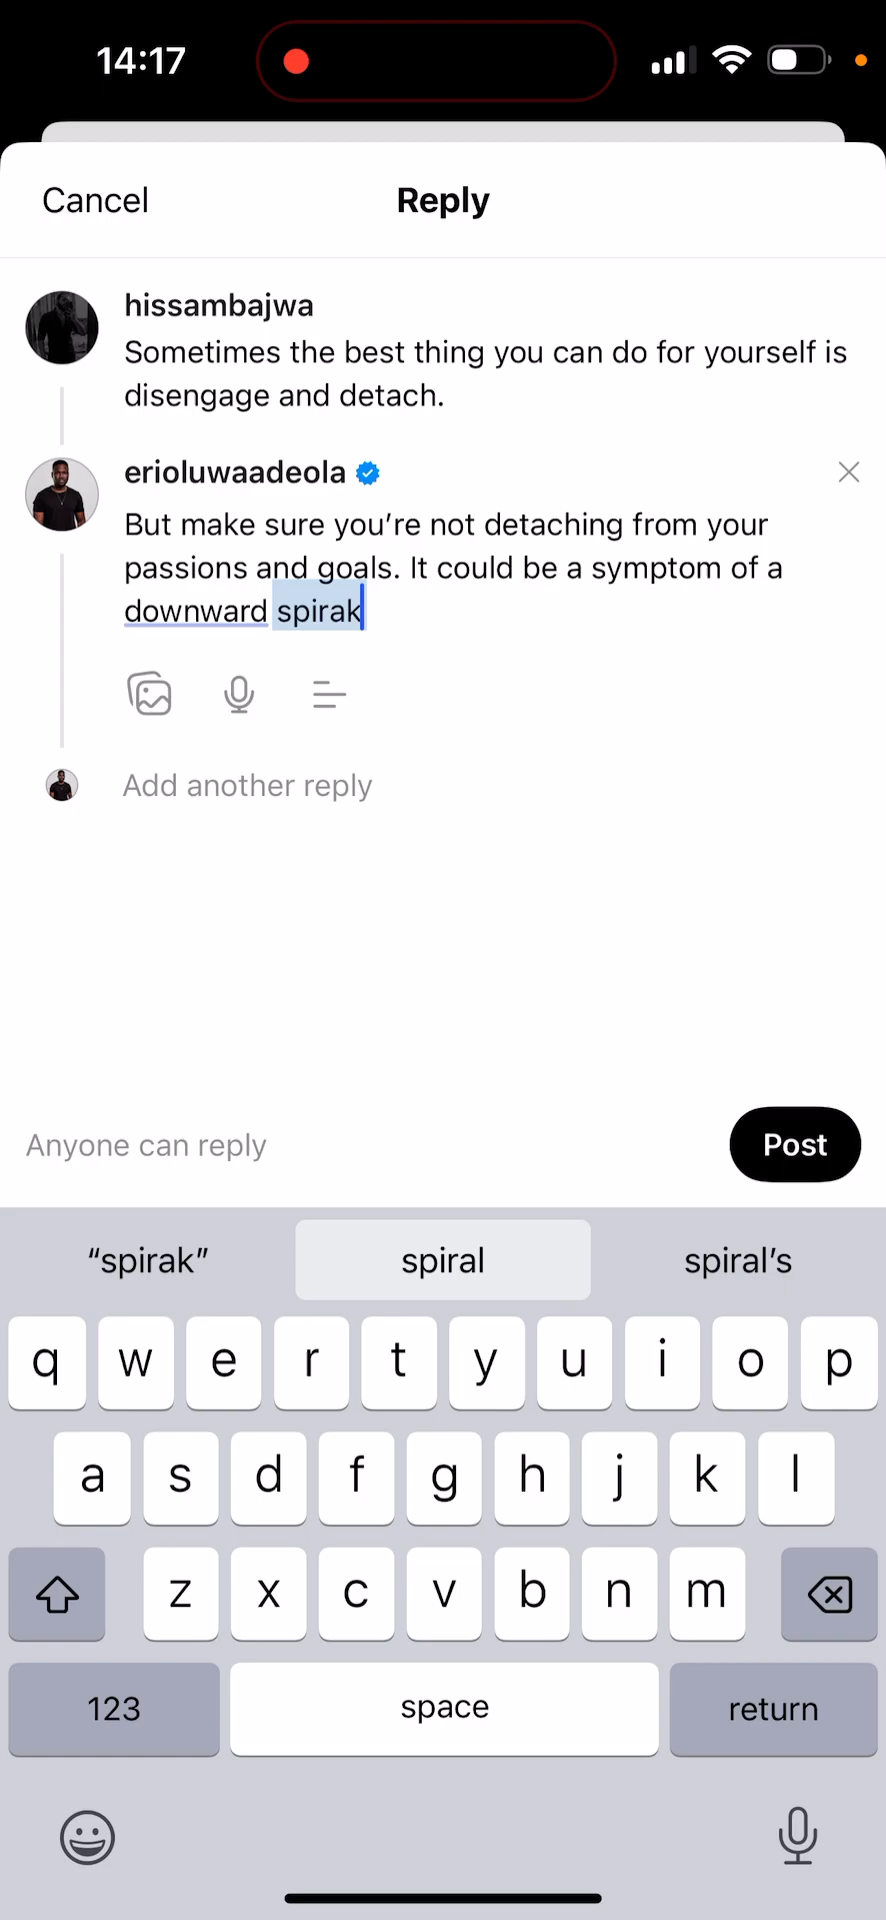 14:17
Cancel
Reply
hissambajwa
Sometimes the best thing you can do for yourself is
disengage and detach.
erioluwaadeola
But make sure you’re not detaching from your
passions and goals. It could be a symptom of a
downward spirak
Add another reply
Anyone can reply
Post
“spirak” spiral spiral’s
q w e r t y u i o p
a s d f g h j k l
z x c v b n m
123 space return